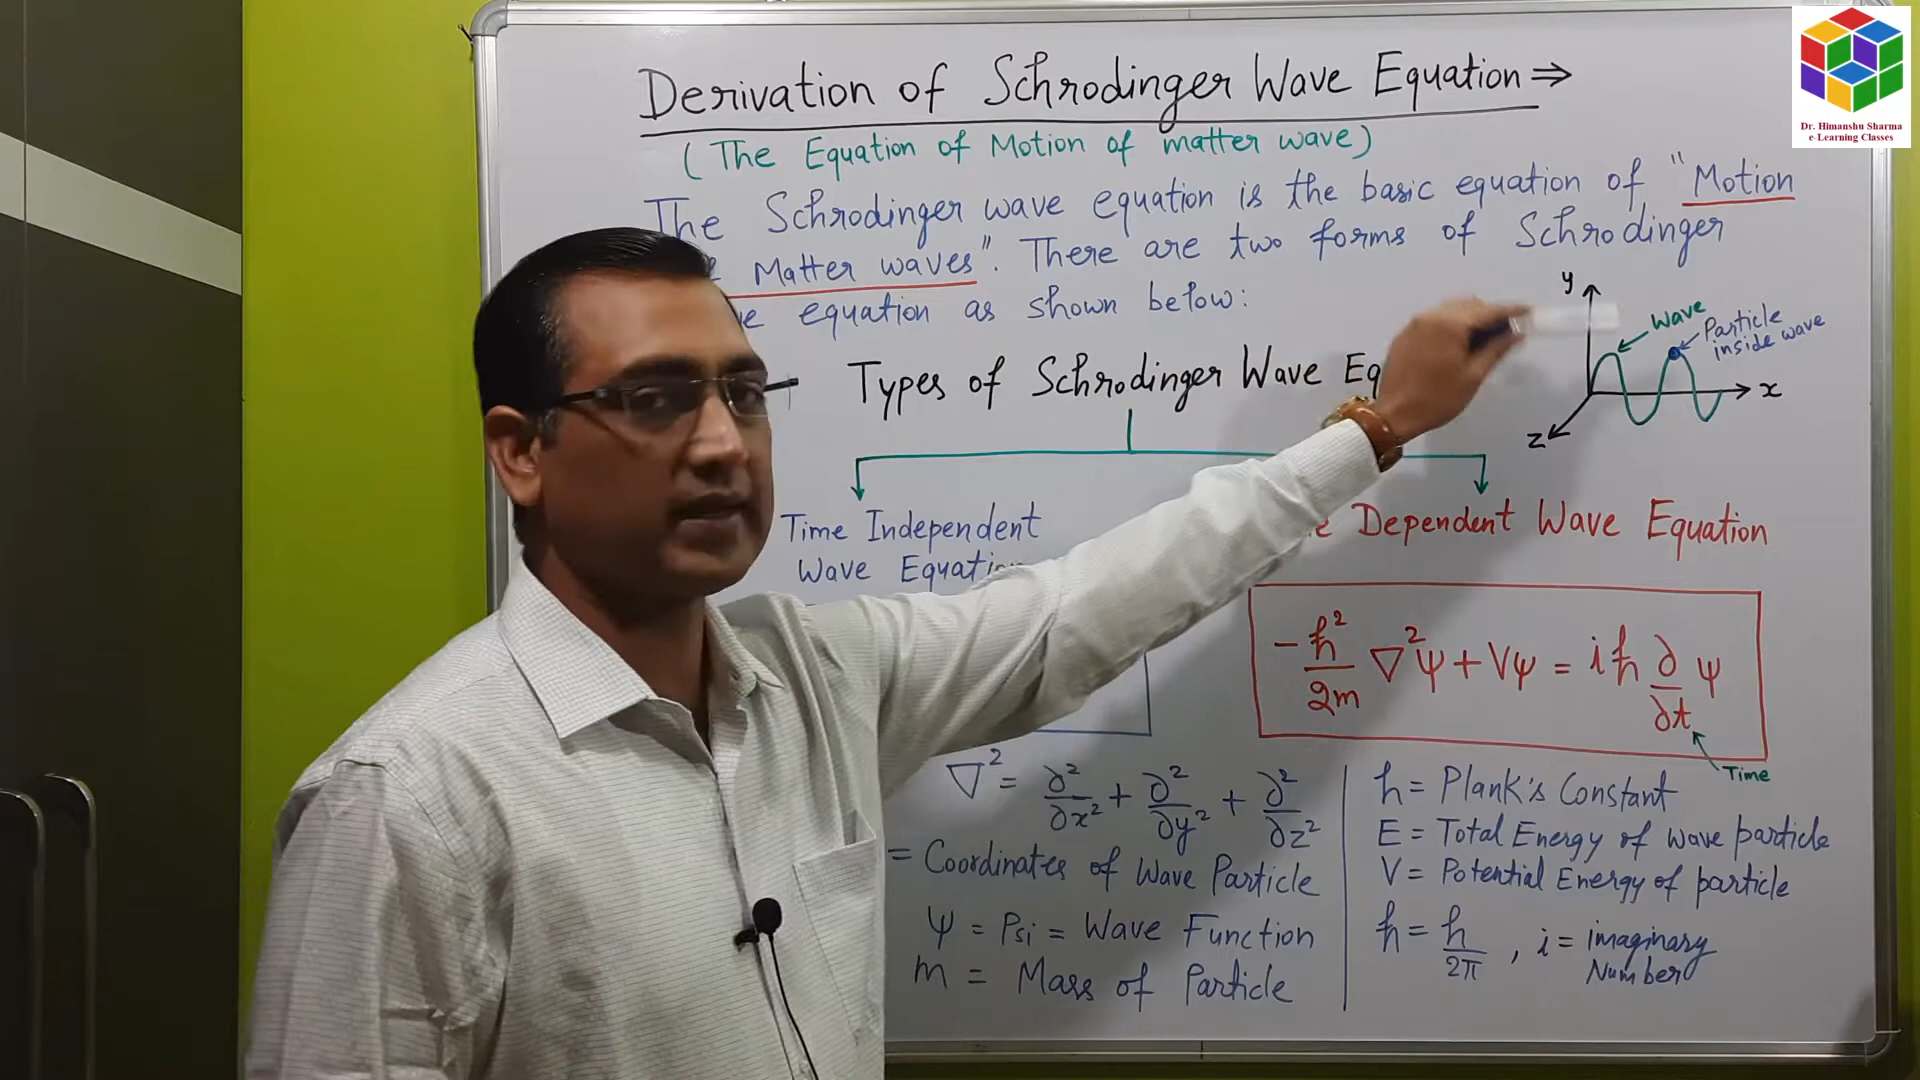 Derivation of Schrodinger Wave Equation ⇒
(The Equation of Motion of matter wave)
The Schrodinger wave equation is the basic equation of "Motion
Matter waves". There are two forms of Schrodinger
equation as shown below:
y
Wave
Particle
inside wave
x
z
Types of Schrodinger Wave Eq
Time Independent
Wave Equation
Dependent Wave Equation
-ħ²/2m ∇²ψ + Vψ = iħ ∂/∂t ψ
Time
∇² = ∂²/∂x² + ∂²/∂y² + ∂²/∂z²
= Coordinates of Wave Particle
ψ = Psi = Wave Function
m = Mass of Particle
h = Plank's Constant
E = Total Energy of wave particle
V = Potential Energy of particle
ħ = h/2π , i = imaginary
Number
Dr. Himanshu Sharma
e-Learning Classes